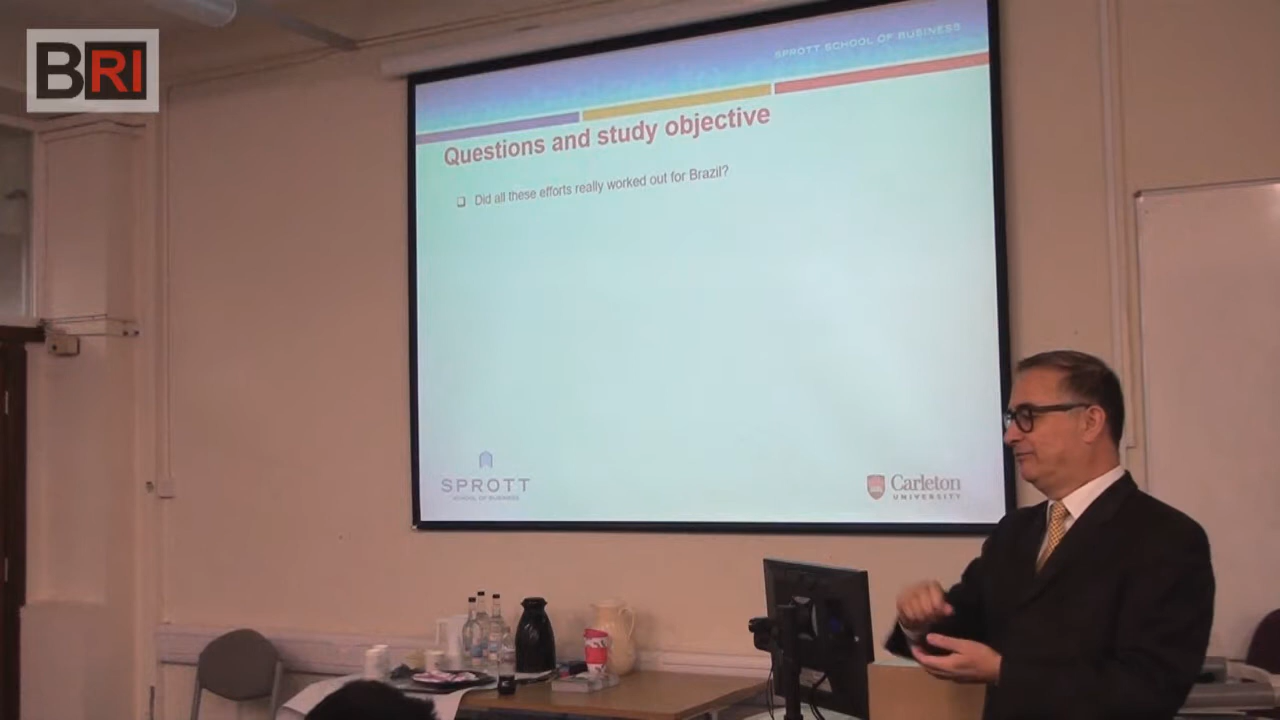 BRI
SPROTT SCHOOL OF BUSINESS
Questions and study objective
Did all these efforts really worked out for Brazil?
SPROTT
SCHOOL OF BUSINESS
Carleton
UNIVERSITY